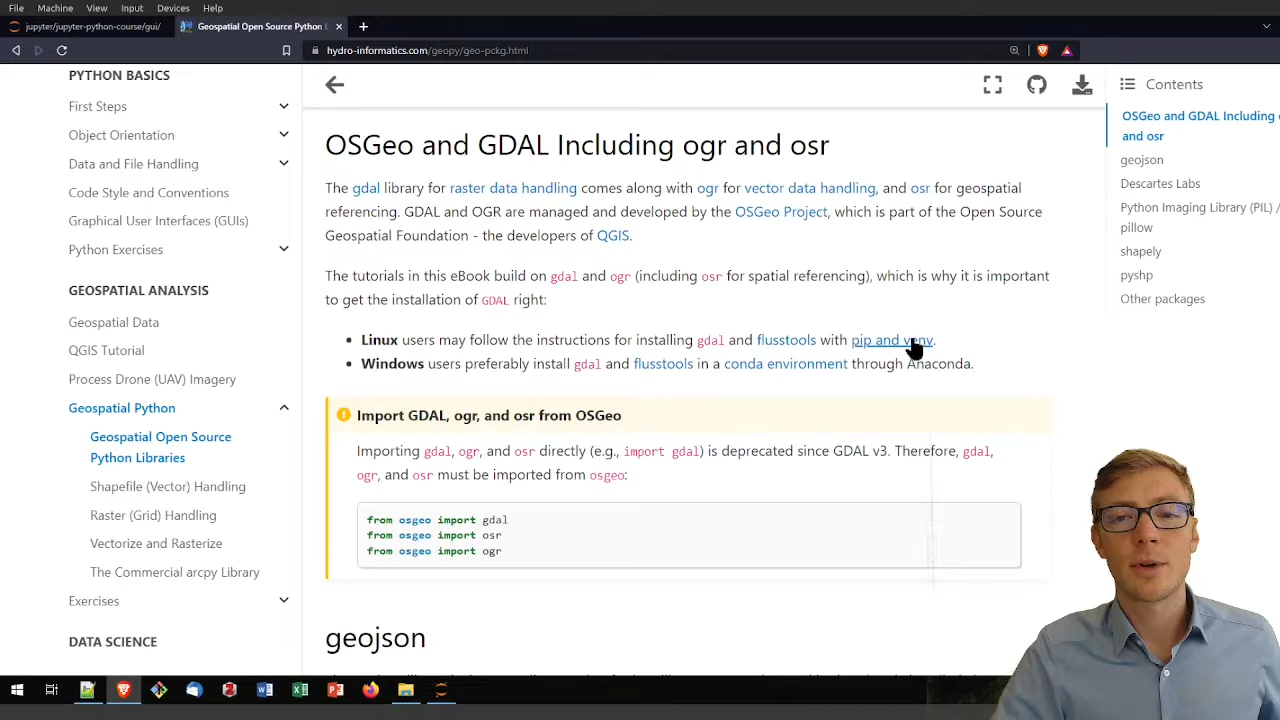 File Machine View Input Devices Help
jupyter/jupyter-python-course/gui/
Geospatial Open Source Python L
hydro-informatics.com/geopy/geo-pckg.html
PYTHON BASICS
First Steps
Object Orientation
Data and File Handling
Code Style and Conventions
Graphical User Interfaces (GUIs)
Python Exercises
GEOSPATIAL ANALYSIS
Geospatial Data
QGIS Tutorial
Process Drone (UAV) Imagery
Geospatial Python
Geospatial Open Source
Python Libraries
Shapefile (Vector) Handling
Raster (Grid) Handling
Vectorize and Rasterize
The Commercial arcpy Library
Exercises
DATA SCIENCE
OSGeo and GDAL Including ogr and osr
The gdal library for raster data handling comes along with ogr for vector data handling, and osr for geospatial
referencing. GDAL and OGR are managed and developed by the OSGeo Project, which is part of the Open Source
Geospatial Foundation - the developers of QGIS.
The tutorials in this eBook build on gdal and ogr (including osr for spatial referencing), which is why it is important
to get the installation of GDAL right:
Linux users may follow the instructions for installing gdal and flusstools with pip and venv.
Windows users preferably install gdal and flusstools in a conda environment through Anaconda.
Import GDAL, ogr, and osr from OSGeo
Importing gdal, ogr, and osr directly (e.g., import gdal) is deprecated since GDAL v3. Therefore, gdal,
ogr, and osr must be imported from osgeo:
from osgeo import gdal
from osgeo import osr
from osgeo import ogr
geojson
Contents
OSGeo and GDAL Including
and osr
geojson
Descartes Labs
Python Imaging Library (PIL) /
pillow
shapely
pyshp
Other packages